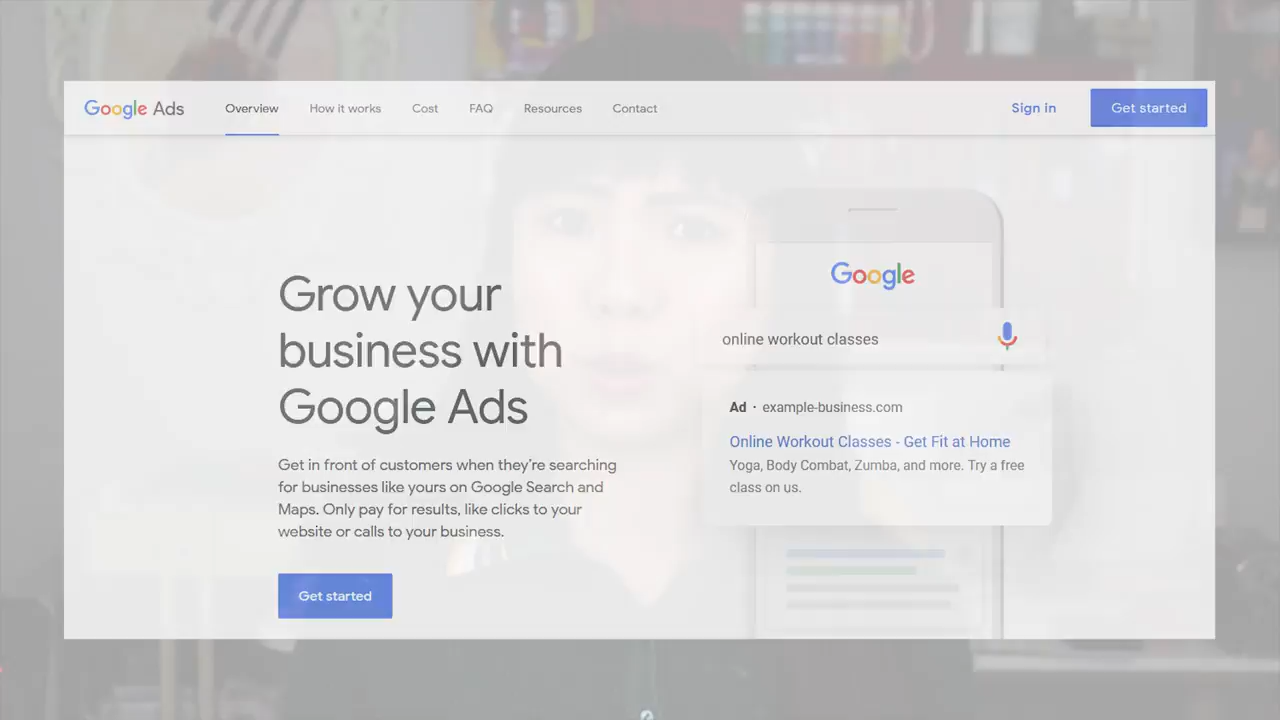 Google Ads
Overview
How it works
Cost
FAQ
Resources
Contact
Sign in
Get started
Grow your
business with
Google Ads
Get in front of customers when they're searching
for businesses like yours on Google Search and
Maps. Only pay for results, like clicks to your
website or calls to your business.
Get started
Google
online workout classes
Ad · example-business.com
Online Workout Classes - Get Fit at Home
Yoga, Body Combat, Zumba, and more. Try a free
class on us.